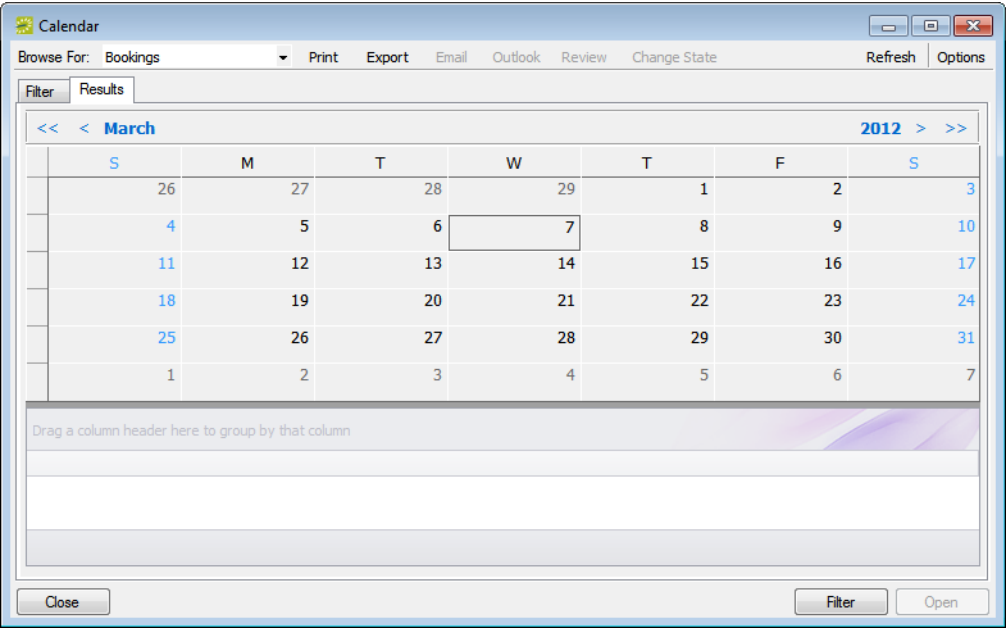 Calendar
Browse For: Bookings Print Export Email Outlook Review Change State Refresh Options
Filter Results
<< < March 2012 > >>
S M T W T F S
26 27 28 29 1 2 3
4 5 6 7 8 9 10
11 12 13 14 15 16 17
18 19 20 21 22 23 24
25 26 27 28 29 30 31
1 2 3 4 5 6 7
Drag a column header here to group by that column
Close Filter Open